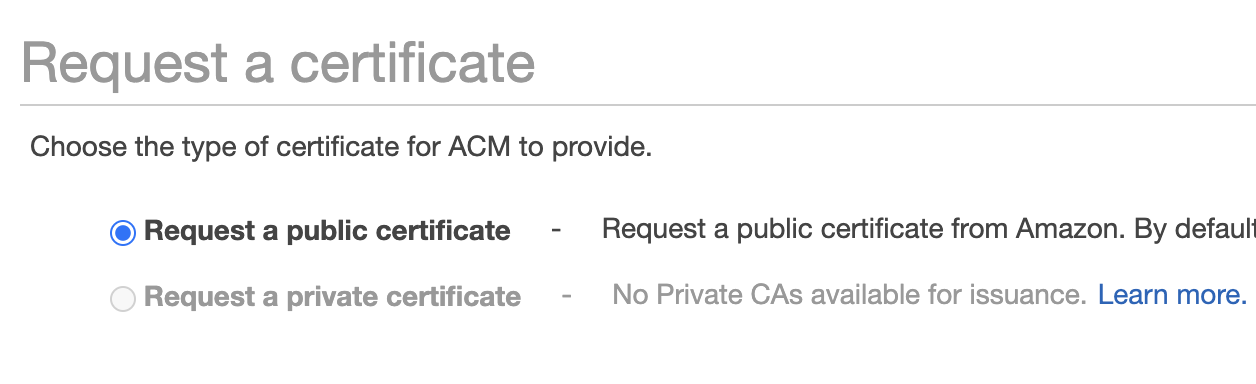 Request a certificate
Choose the type of certificate for ACM to provide.
Request a public certificate - Request a public certificate from Amazon. By default
Request a private certificate - No Private CAs available for issuance. Learn more.